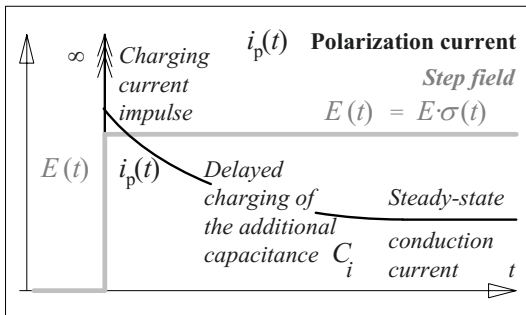 i_p(t) Polarization current
∞ Charging
current
impulse
Step field
E(t) = E·σ(t)
E(t)
i_p(t)
Delayed
charging of
the additional
capacitance C_i
Steady-state
conduction
current
t